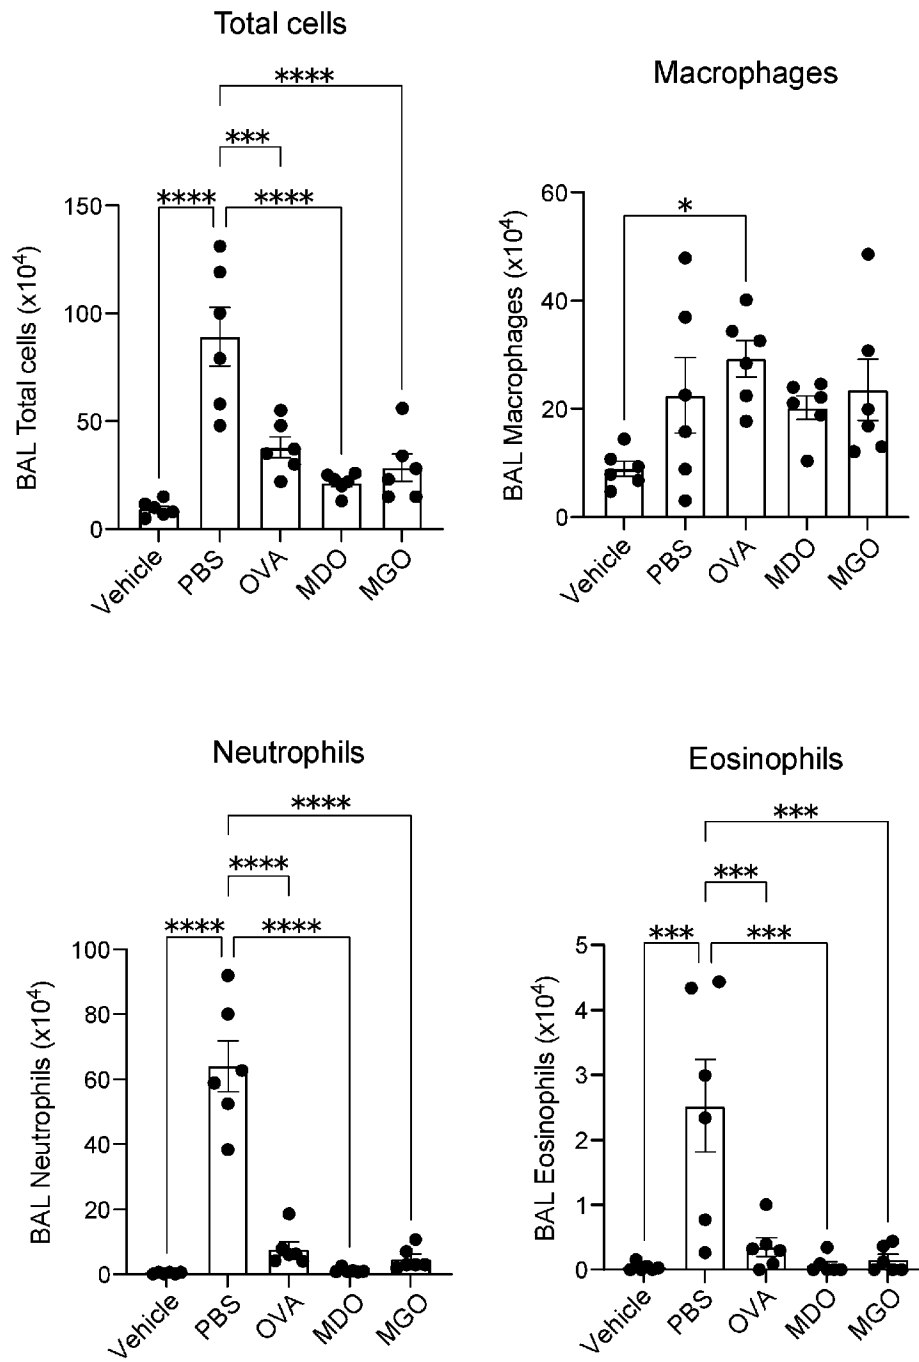 Total cells
****
***
**** ****
BAL Total cells (x10⁴)
150
100
50
0
Vehicle PBS OVA MDO MGO
Macrophages
*
BAL Macrophages (x10⁴)
60
40
20
0
Vehicle PBS OVA MDO MGO
Neutrophils
****
****
**** ****
BAL Neutrophils (x10⁴)
100
80
60
40
20
0
Vehicle PBS OVA MDO MGO
Eosinophils
***
***
*** ***
BAL Eosinophils (x10⁴)
5
4
3
2
1
0
Vehicle PBS OVA MDO MGO